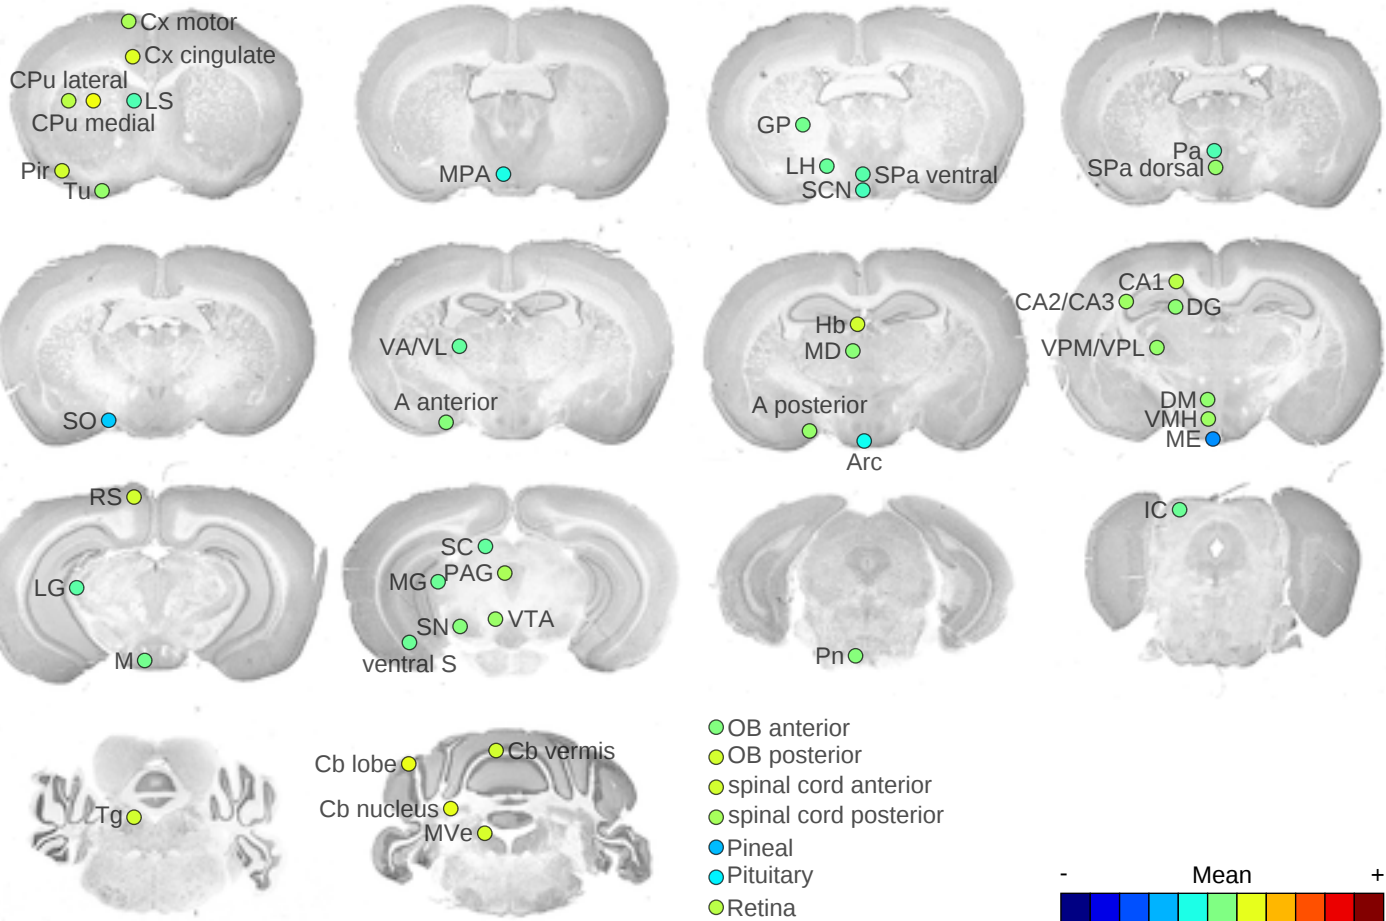 Cx motor
Cx cingulate
CPu lateral
LS
CPu medial
Pir
Tu
MPA
GP
LH
SPa ventral
SCN
Pa
SPa dorsal
SO
VA/VL
A anterior
Hb
MD
A posterior
Arc
CA1
CA2/CA3
DG
VPM/VPL
DM
VMH
ME
RS
LG
M
SC
MG
PAG
SN
VTA
ventral S
Pn
IC
Tg
Cb lobe
Cb vermis
Cb nucleus
MVe
OB anterior
OB posterior
spinal cord anterior
spinal cord posterior
Pineal
Pituitary
Retina
- Mean +